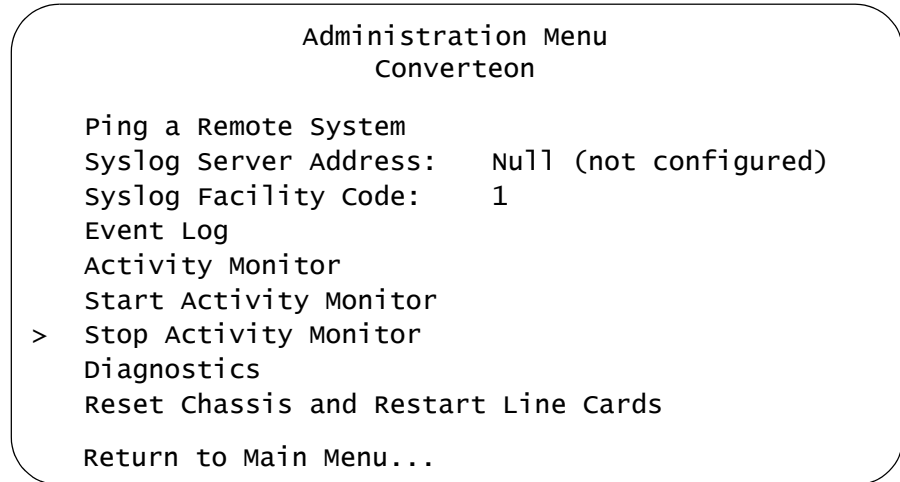 Administration Menu
Converteon
Ping a Remote System
Syslog Server Address: Null (not configured)
Syslog Facility Code: 1
Event Log
Activity Monitor
Start Activity Monitor
> Stop Activity Monitor
Diagnostics
Reset Chassis and Restart Line Cards
Return to Main Menu...